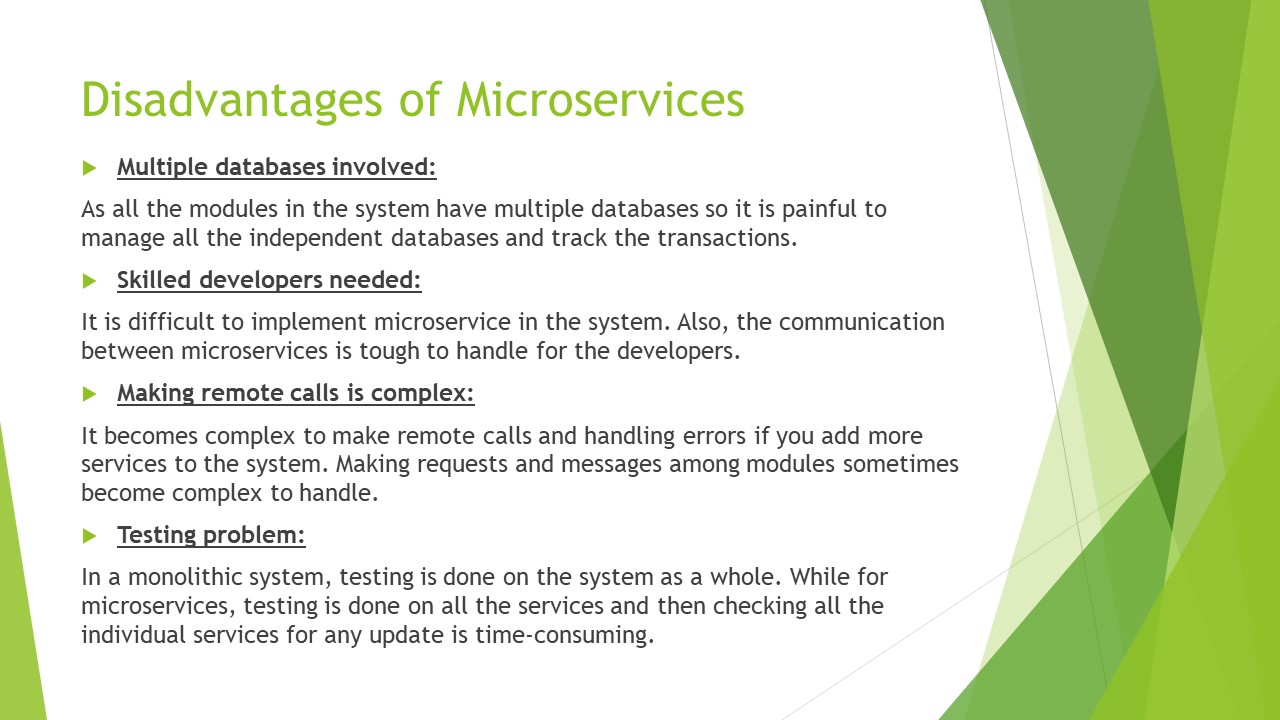 Disadvantages of Microservices
Multiple databases involved:
As all the modules in the system have multiple databases so it is painful to
manage all the independent databases and track the transactions.
Skilled developers needed:
It is difficult to implement microservice in the system. Also, the communication
between microservices is tough to handle for the developers.
Making remote calls is complex:
It becomes complex to make remote calls and handling errors if you add more
services to the system. Making requests and messages among modules sometimes
become complex to handle.
Testing problem:
In a monolithic system, testing is done on the system as a whole. While for
microservices, testing is done on all the services and then checking all the
individual services for any update is time-consuming.